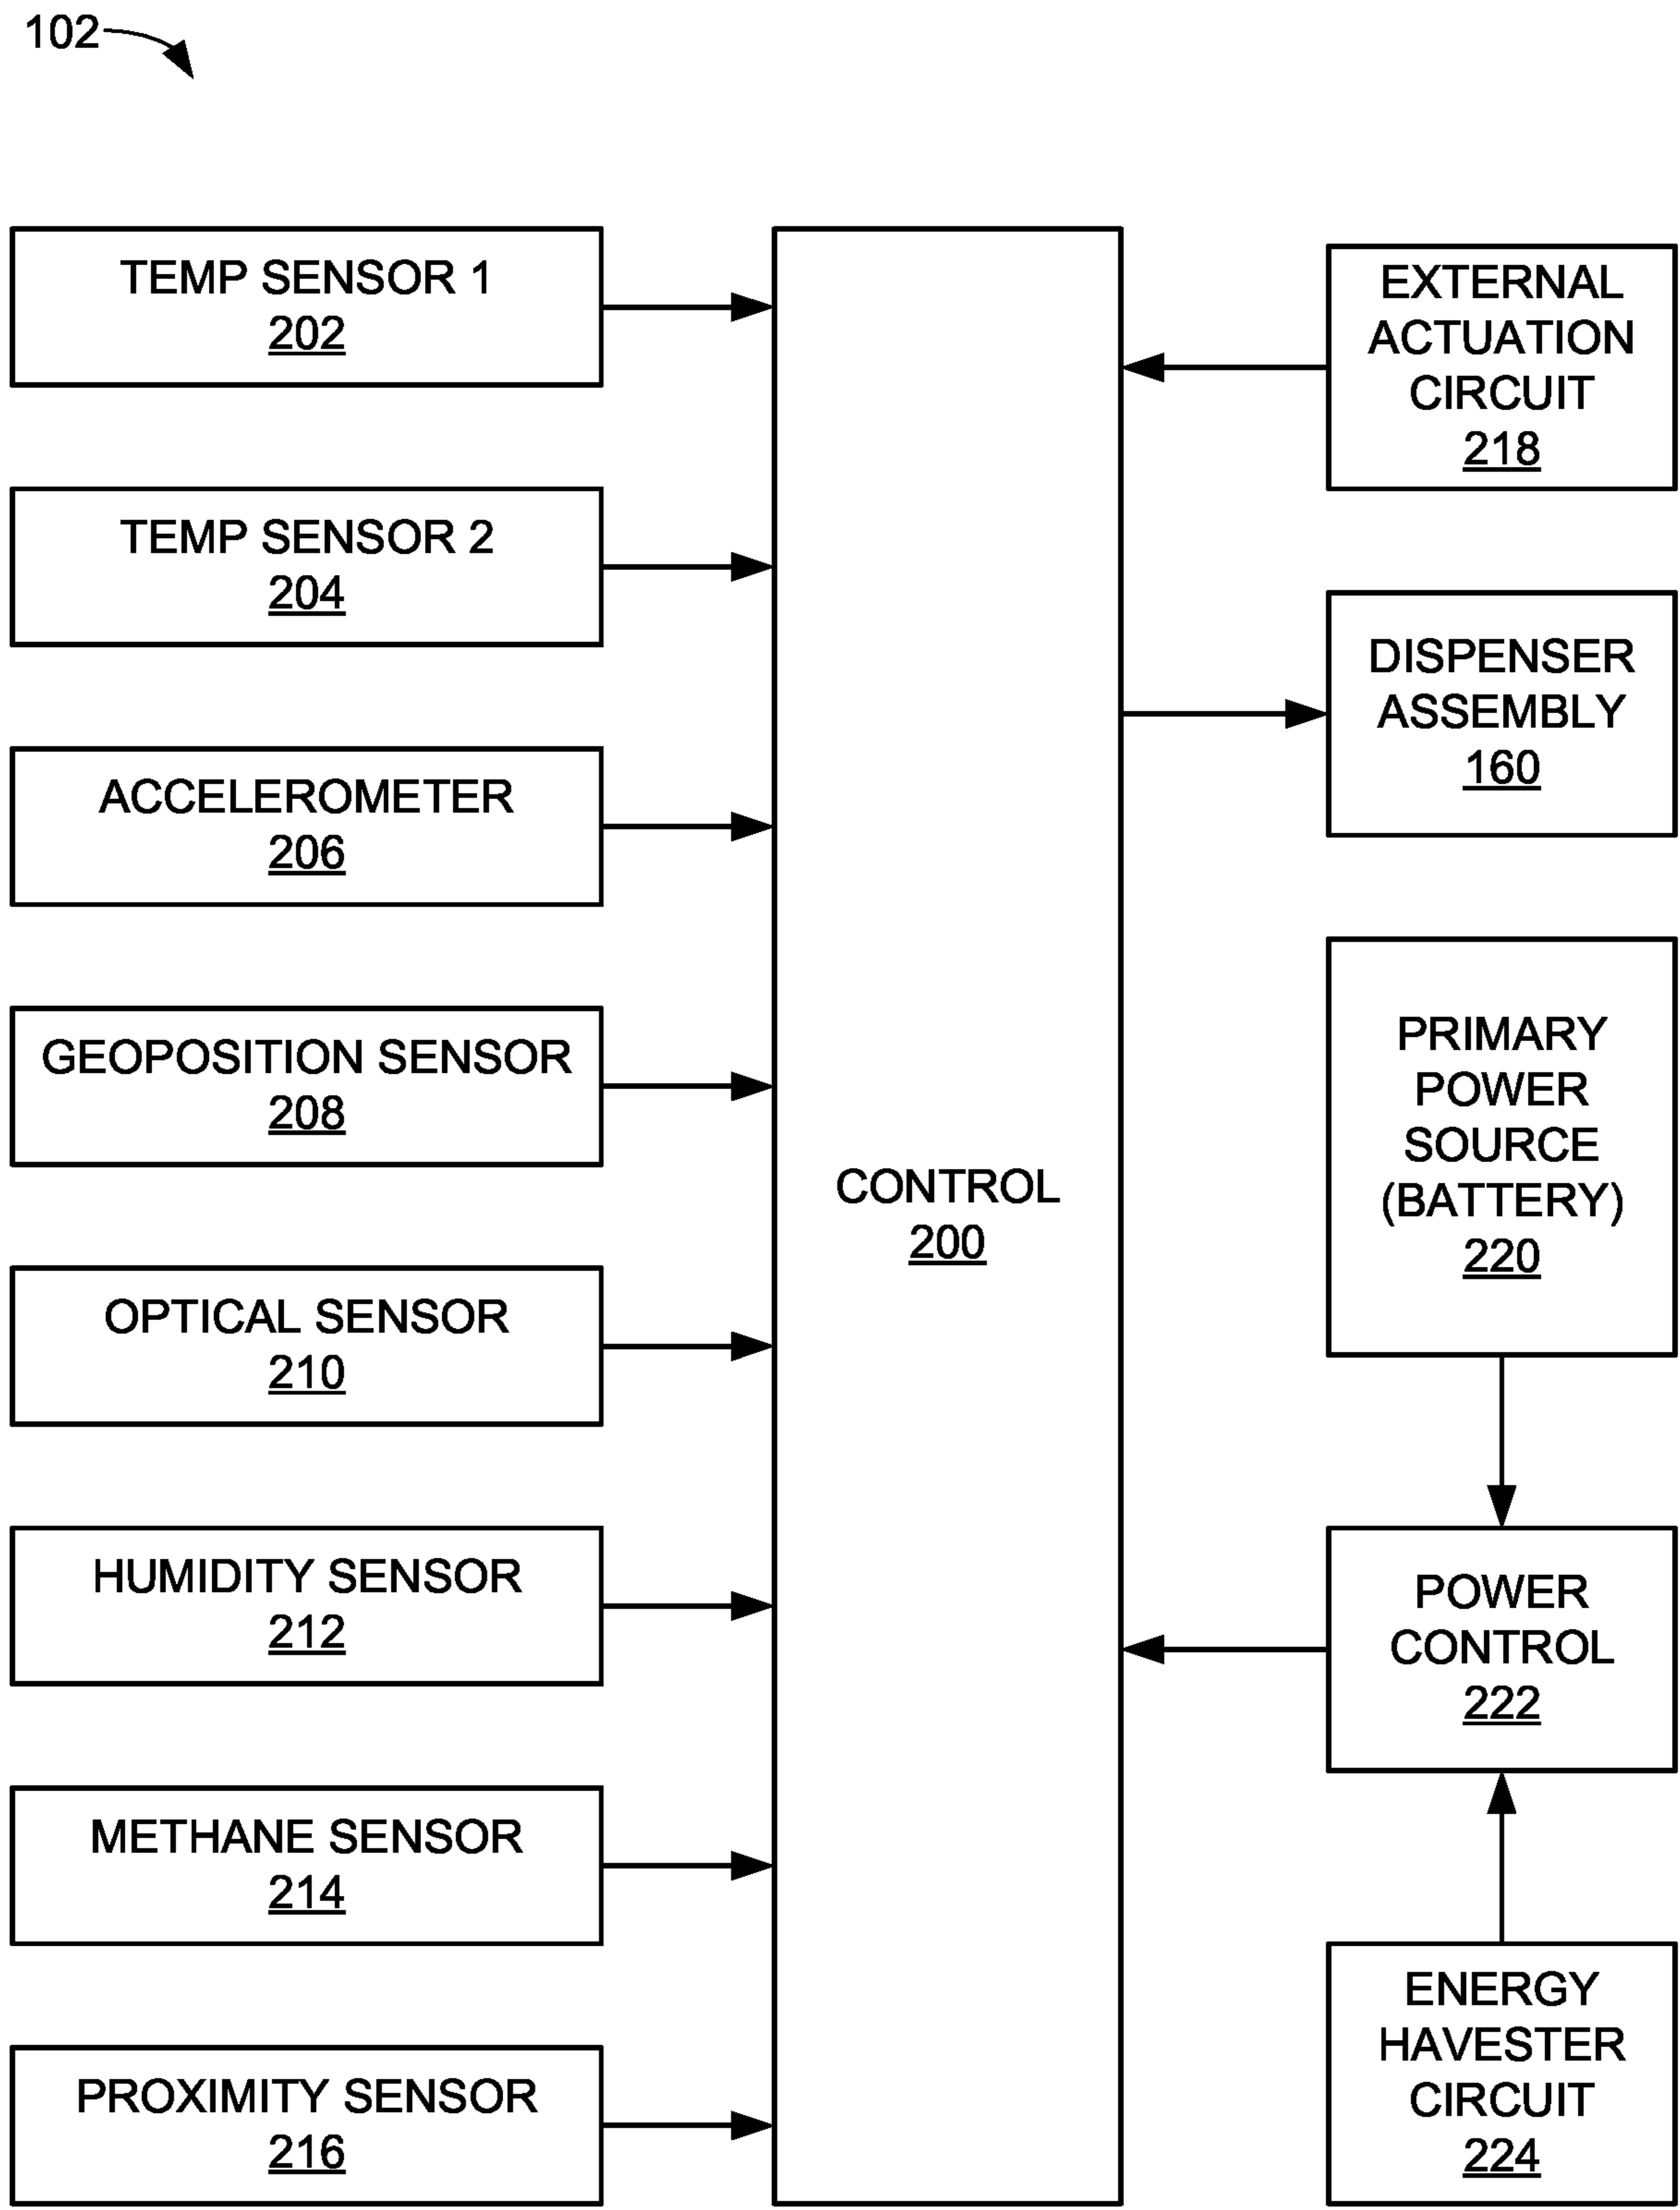 102
TEMP SENSOR 1
202
TEMP SENSOR 2
204
ACCELEROMETER
206
GEOPOSITION SENSOR
208
OPTICAL SENSOR
210
HUMIDITY SENSOR
212
METHANE SENSOR
214
PROXIMITY SENSOR
216
CONTROL
200
EXTERNAL
ACTUATION
CIRCUIT
218
DISPENSER
ASSEMBLY
160
PRIMARY
POWER
SOURCE
(BATTERY)
220
POWER
CONTROL
222
ENERGY
HAVESTER
CIRCUIT
224